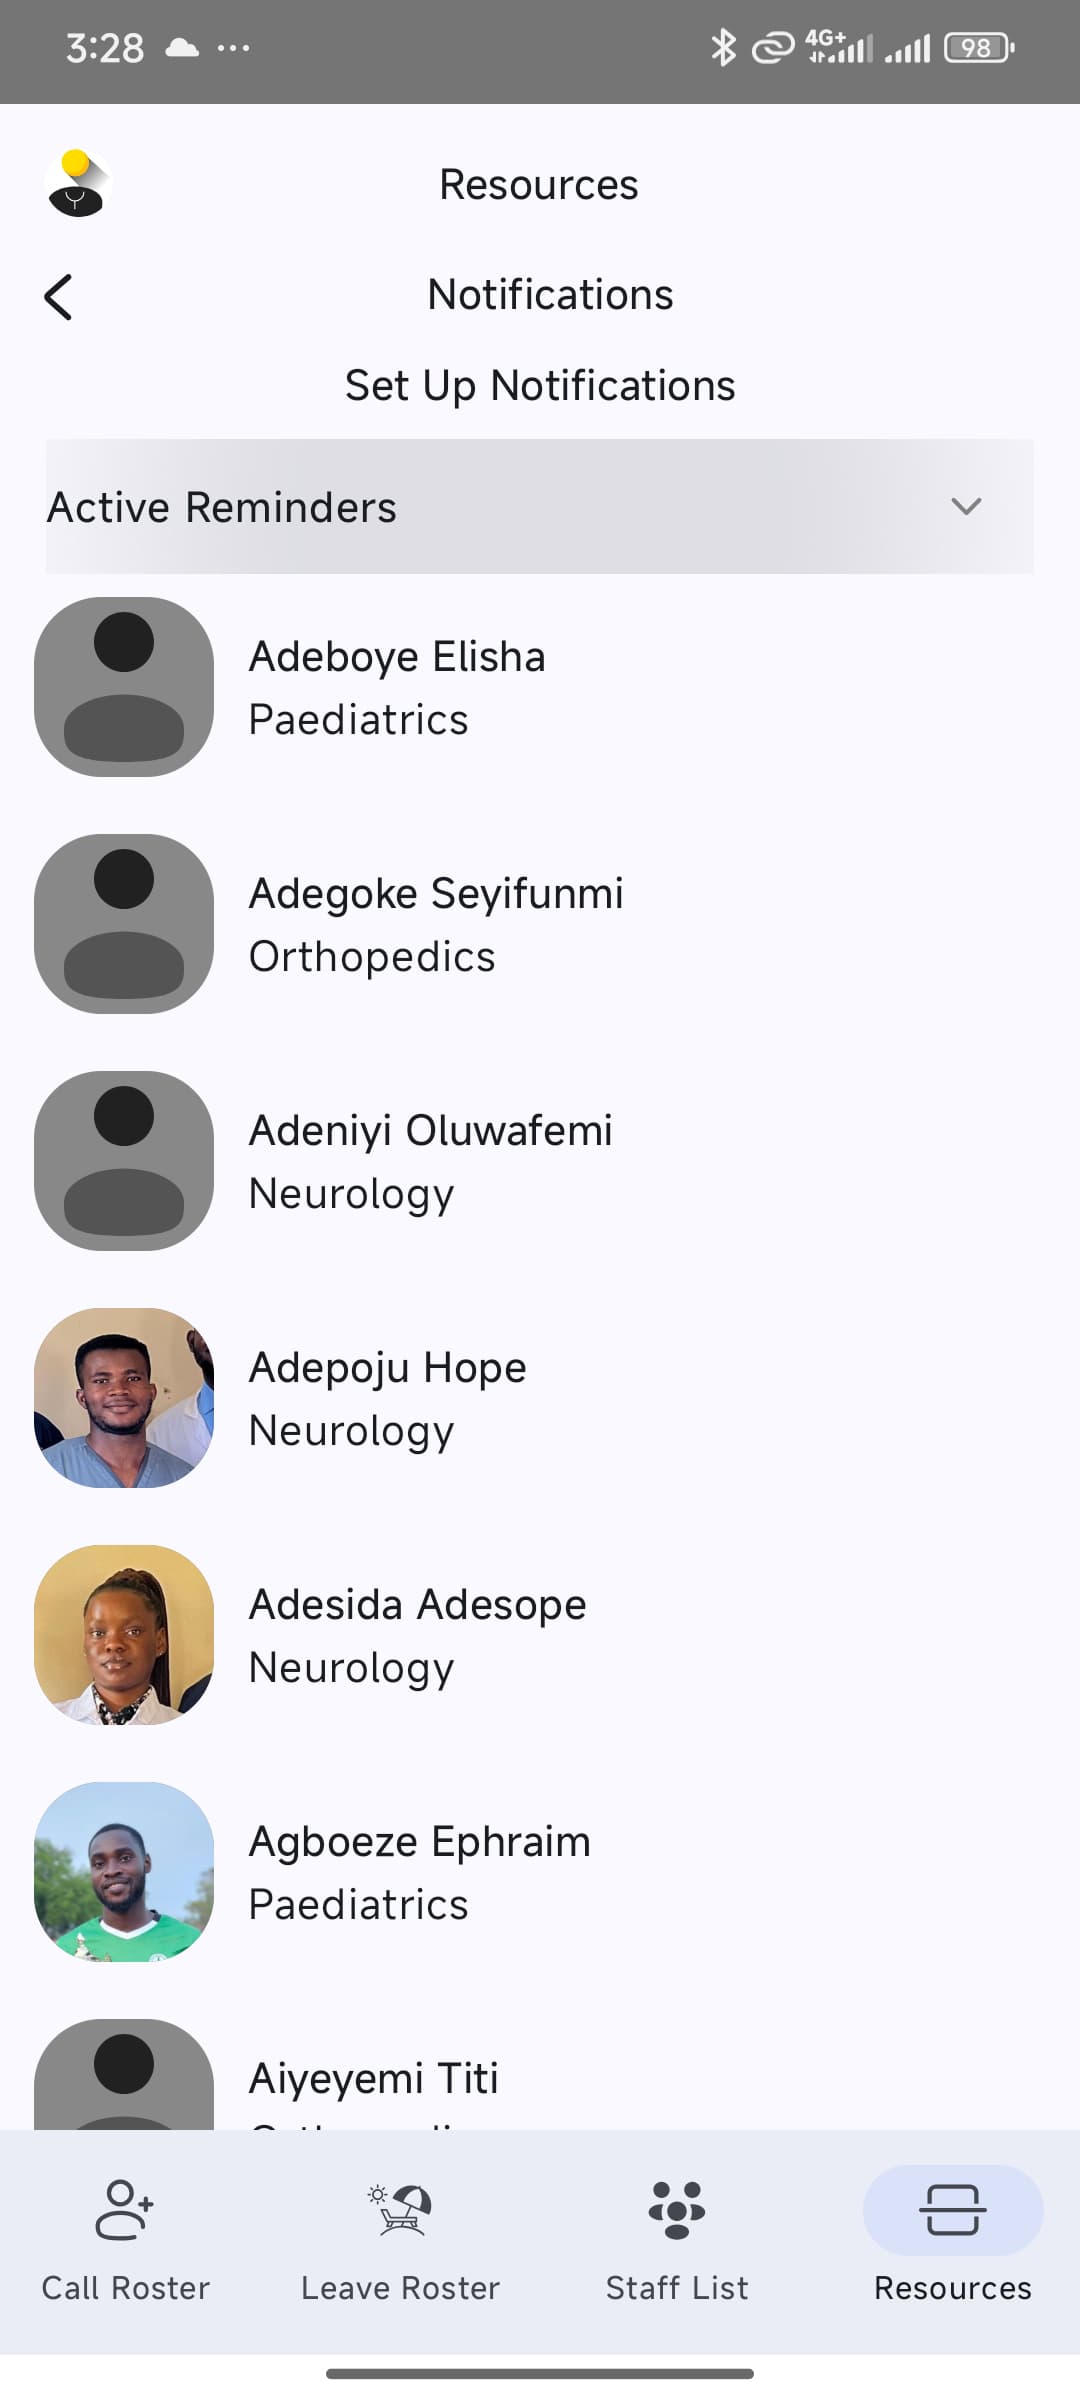 3:28
4G+
98
Resources
Notifications
Set Up Notifications
Active Reminders
Adeboye Elisha
Paediatrics
Adegoke Seyifunmi
Orthopedics
Adeniyi Oluwafemi
Neurology
Adepoju Hope
Neurology
Adesida Adesope
Neurology
Agboeze Ephraim
Paediatrics
Aiyeyemi Titi
Call Roster
Leave Roster
Staff List
Resources